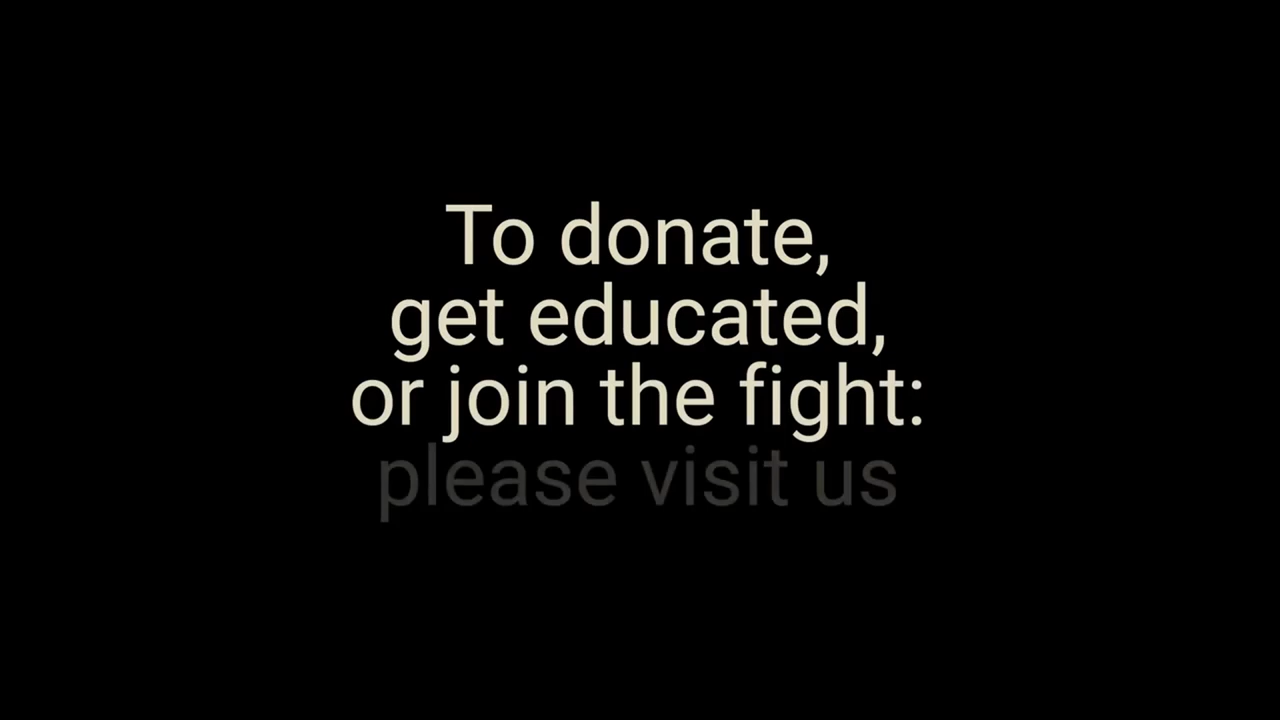 To donate,
get educated,
or join the fight:
please visit us